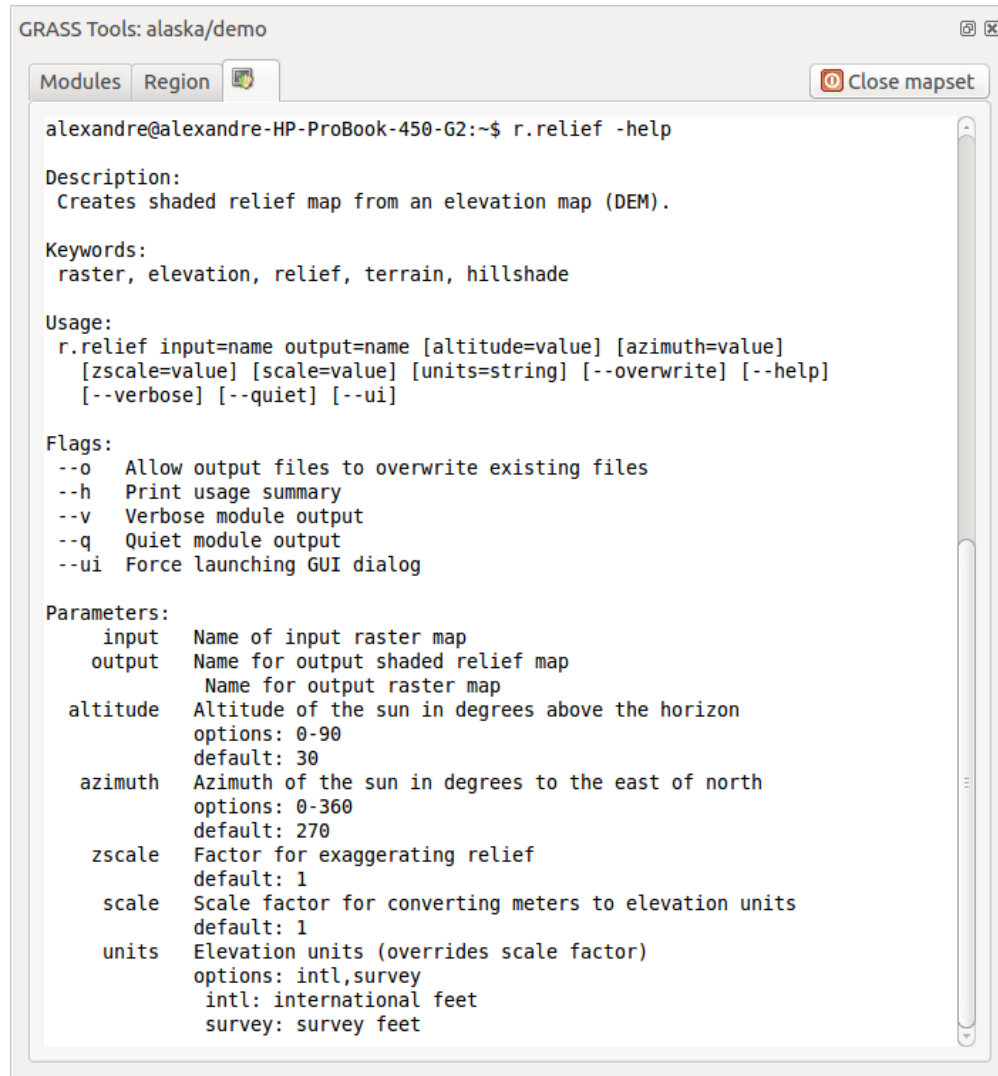 GRASS Tools: alaska/demo
Modules Region Close mapset
alexandre@alexandre-HP-ProBook-450-G2:~$ r.relief -help
Description:
Creates shaded relief map from an elevation map (DEM).
Keywords:
raster, elevation, relief, terrain, hillshade
Usage:
r.relief input=name output=name [altitude=value] [azimuth=value]
[zscale=value] [scale=value] [units=string] [--overwrite] [--help]
[--verbose] [--quiet] [--ui]
Flags:
--o Allow output files to overwrite existing files
--h Print usage summary
--v Verbose module output
--q Quiet module output
--ui Force launching GUI dialog
Parameters:
input Name of input raster map
output Name for output shaded relief map
Name for output raster map
altitude Altitude of the sun in degrees above the horizon
options: 0-90
default: 30
azimuth Azimuth of the sun in degrees to the east of north
options: 0-360
default: 270
zscale Factor for exaggerating relief
default: 1
scale Scale factor for converting meters to elevation units
default: 1
units Elevation units (overrides scale factor)
options: intl,survey
intl: international feet
survey: survey feet